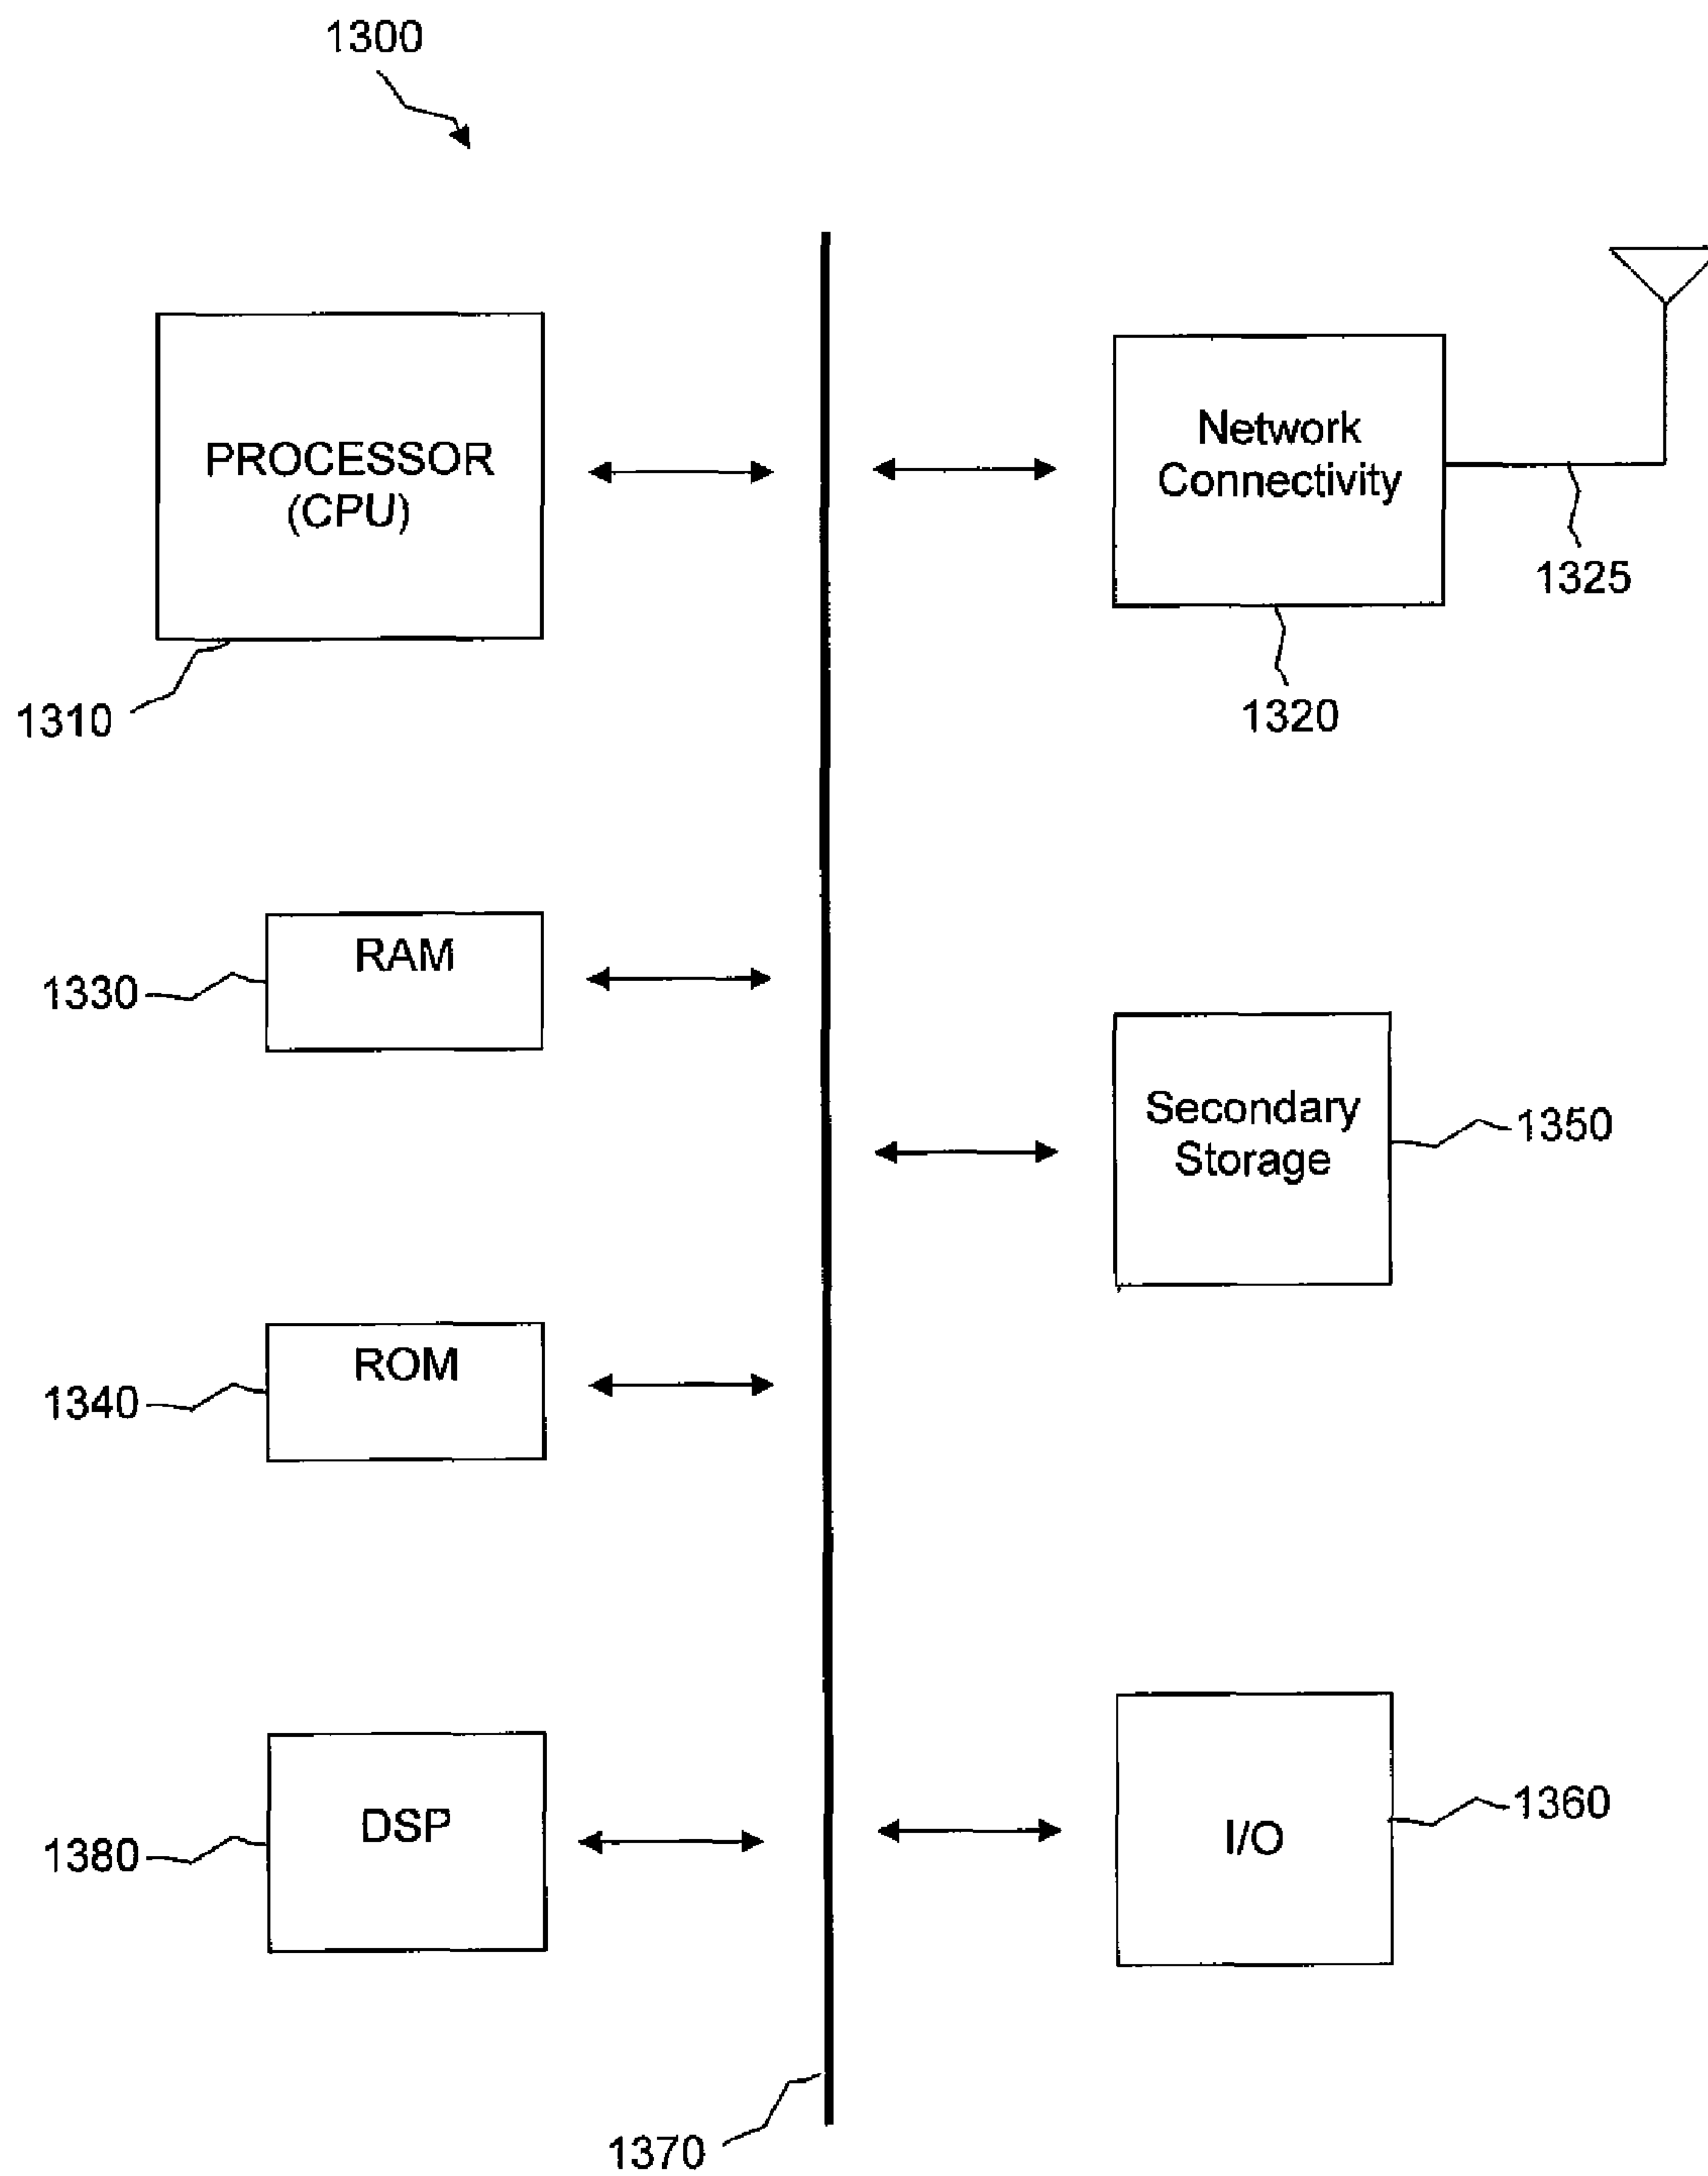 1300
PROCESSOR
(CPU)
1310
Network
Connectivity
1325
1320
RAM
1330
Secondary
Storage
1350
ROM
1340
DSP
1380
I/O
1360
1370